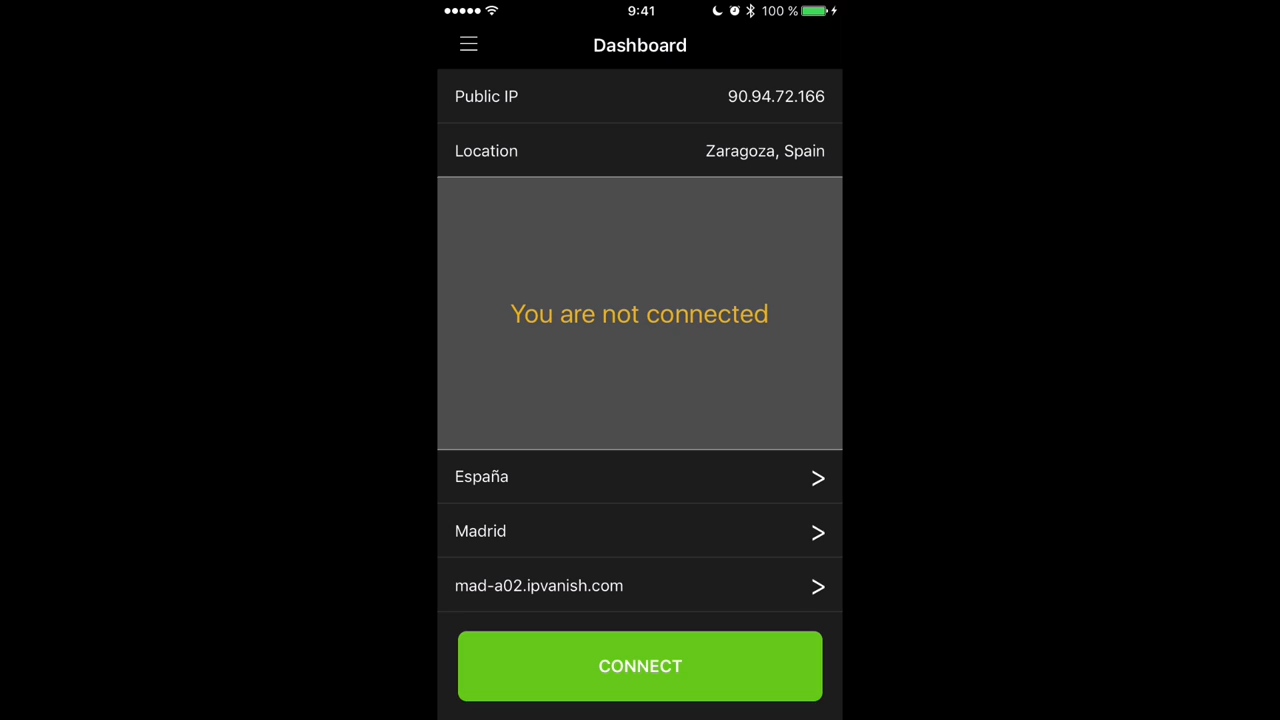 9:41 100 %
Dashboard
Public IP 90.94.72.166
Location Zaragoza, Spain
You are not connected
España >
Madrid >
mad-a02.ipvanish.com >
CONNECT